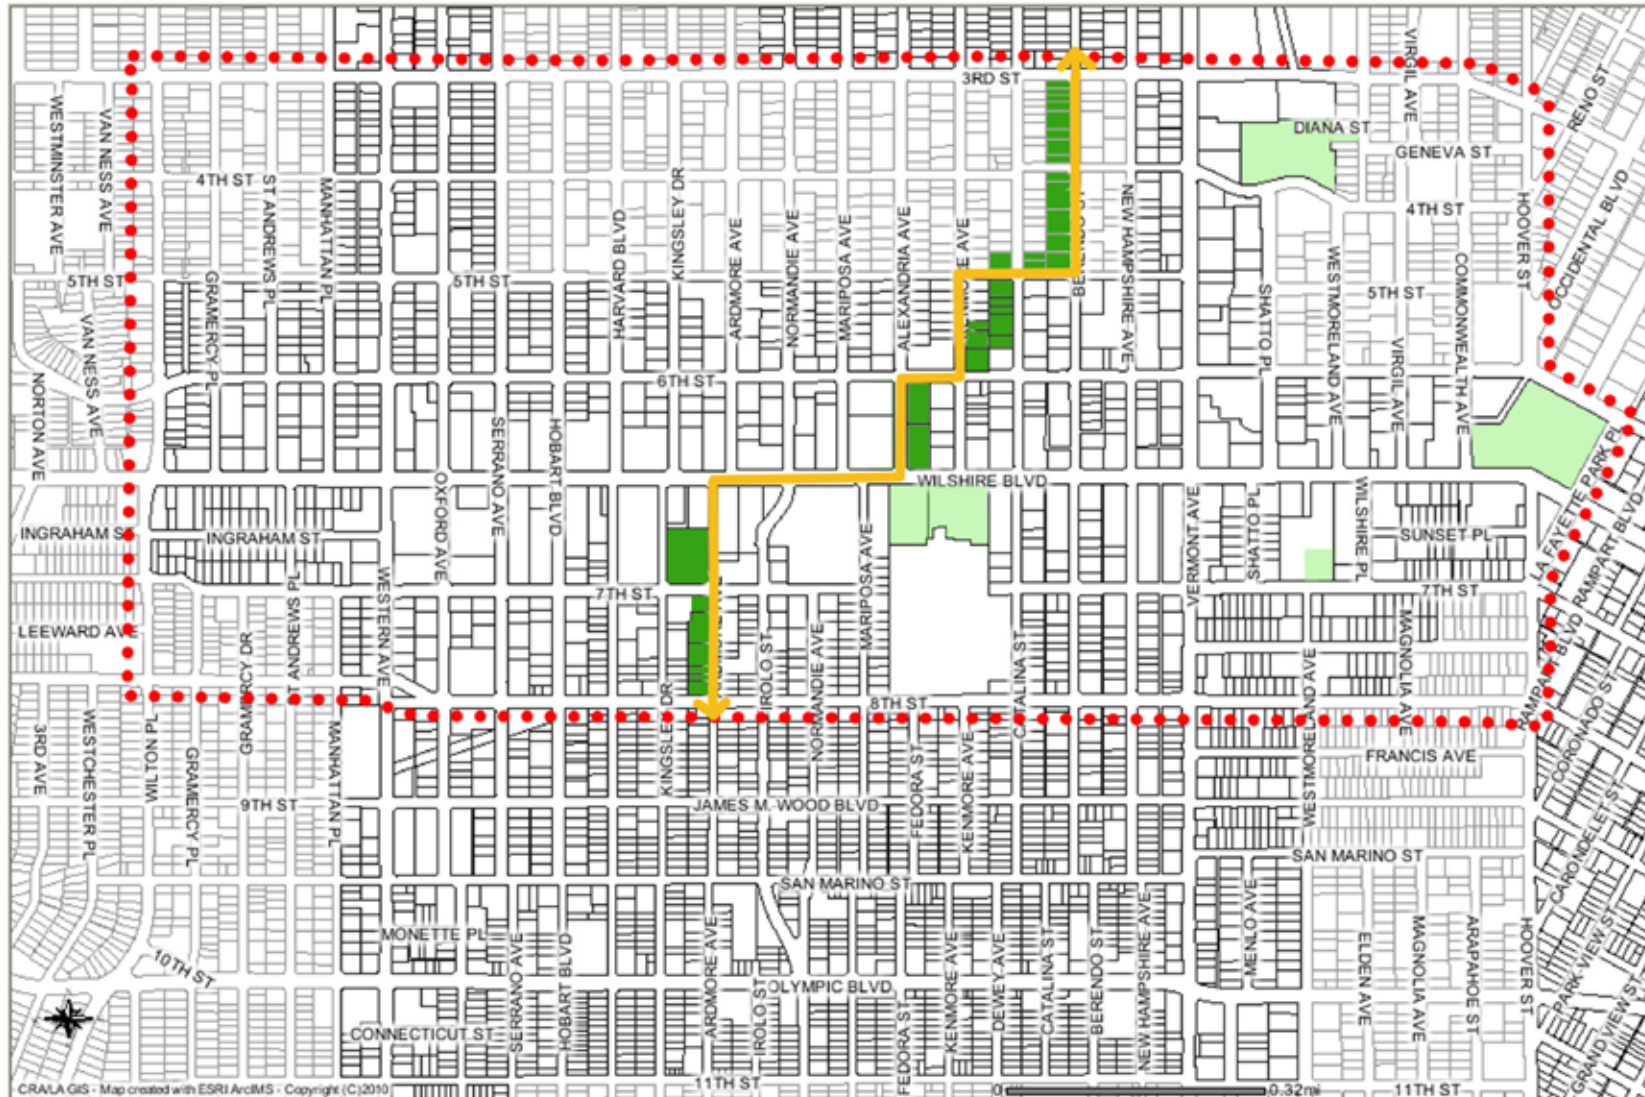 3RD ST
VIRGIL AVE
RENO ST
DIANA ST
GENEVA ST
WESTMINSTER AVE
VAN NESS AVE
4TH ST
ST ANDREWS PL
MANHATTAN PL
HARVARD BLVD
KINGSLEY DR
ARDMORE AVE
NORMANDIE AVE
MARIPOSA AVE
ALEXANDRIA AVE
NEW HAMPSHIRE AVE
4TH ST
HOOVER ST
OCCIDENTAL BLVD
5TH ST
GRAMERCY PL
5TH ST
SHATTO PL
WESTMORELAND AVE
5TH ST
COMMONWEALTH AVE
VAN NESS AVE
VIRGIL AVE
NORTON AVE
6TH ST
SERRANO AVE
HOBART BLVD
OXFORD AVE
WILSHIRE BLVD
LA FAYETTE PARK PL
RAMPART BLVD
INGRAHAM ST
INGRAHAM ST
MARIPOSA AVE
VERMONT AVE
SHATTO PL
WILSHIRE PL
SUNSET PL
7TH ST
7TH ST
LEEWARD AVE
GRAMERCY DR
T ANDREWS PL
WESTERN AVE
IROLO ST
NORMANDIE AVE
CATALINA ST
MAGNOLIA AVE
RAMPART BLVD
KINGSLEY DR
8TH ST
WESTMORELAND AVE
CORONADO ST
3RD AVE
WESTCHESTER PL
WILTON PL
GRAMERCY PL
MANHATTAN PL
FRANCIS AVE
9TH ST
JAMES M. WOOD BLVD
FEDORA ST
KENMORE AVE
CARONDELET ST
SAN MARINO ST
SAN MARINO ST
MONETTE PL
10TH ST
SERRANO AVE
HOBART BLVD
ARDMORE AVE
IROLO ST
OLYMPIC BLVD
FEDORA ST
KENMORE AVE
DEWEY AVE
CATALINA ST
BERENDO ST
NEW HAMPSHIRE AVE
MENLO AVE
ELDEN AVE
MAGNOLIA AVE
ARAPAHOE ST
HOOVER ST
PARK VIEW ST
GRAND VIEW ST
CONNECTICUT ST
11TH ST
11TH ST
CRA/LA GIS - Map created with ESRI ArcIMS - Copyright (C) 2010
0
0.32mi